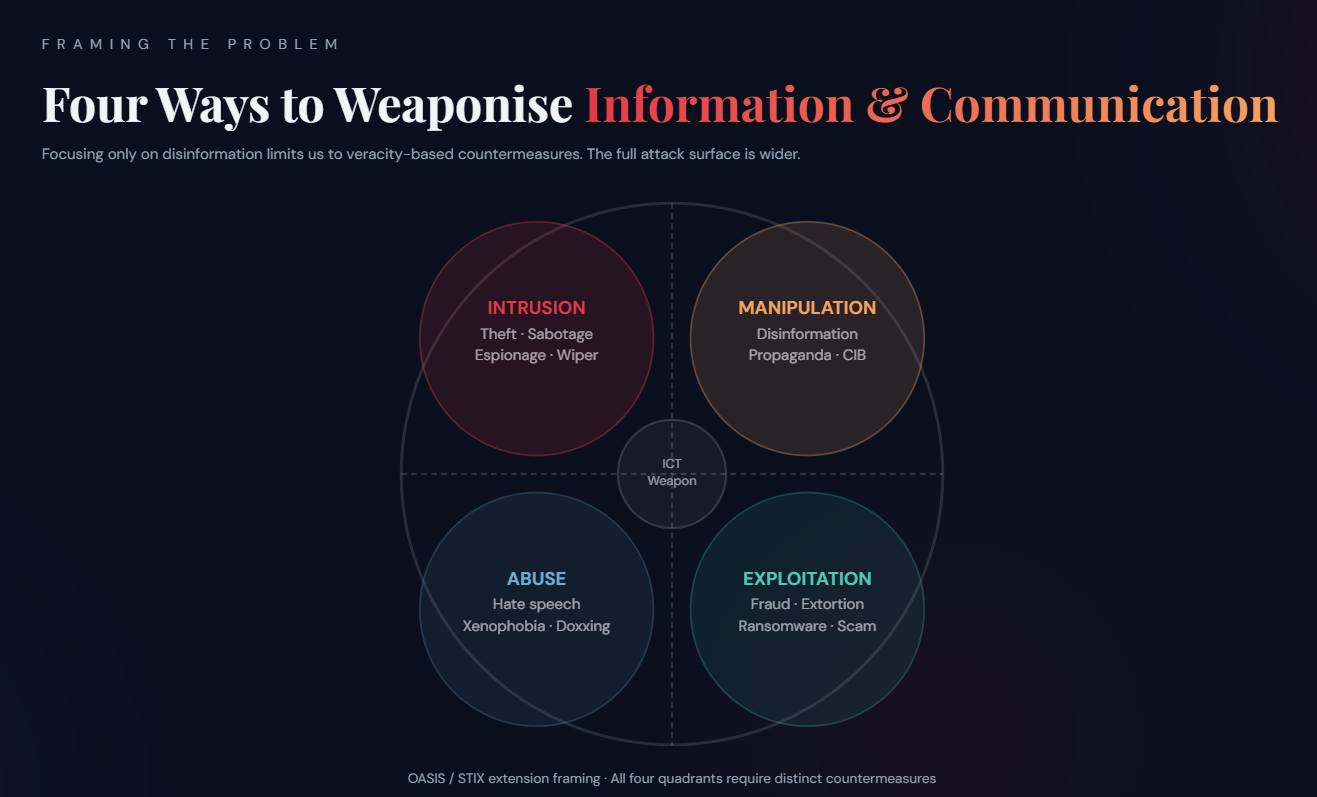 FRAMING THE PROBLEM
Four Ways to Weaponise Information & Communication
Focusing only on disinformation limits us to veracity-based countermeasures. The full attack surface is wider.
INTRUSION
Theft · Sabotage
Espionage · Wiper
MANIPULATION
Disinformation
Propaganda · CIB
ICT
Weapon
ABUSE
Hate speech
Xenophobia · Doxxing
EXPLOITATION
Fraud · Extortion
Ransomware · Scam
OASIS / STIX extension framing · All four quadrants require distinct countermeasures